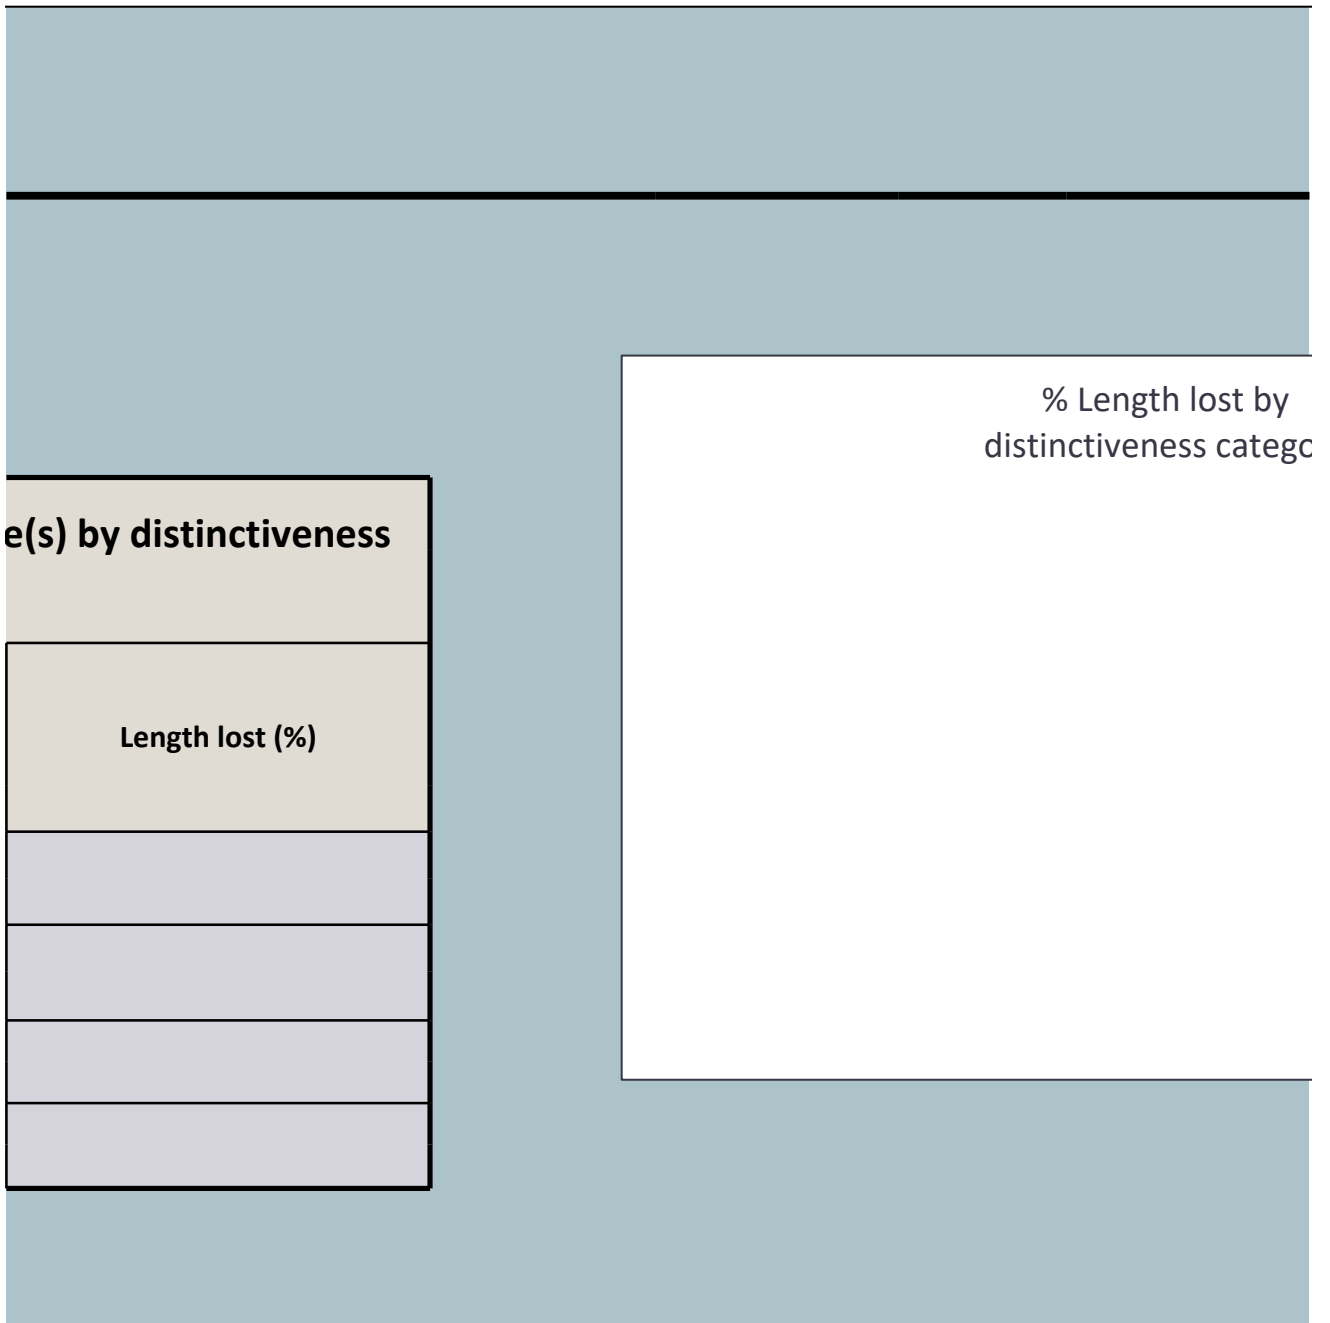 % Length lost by
distinctiveness catego
e(s) by distinctiveness
Length lost (%)